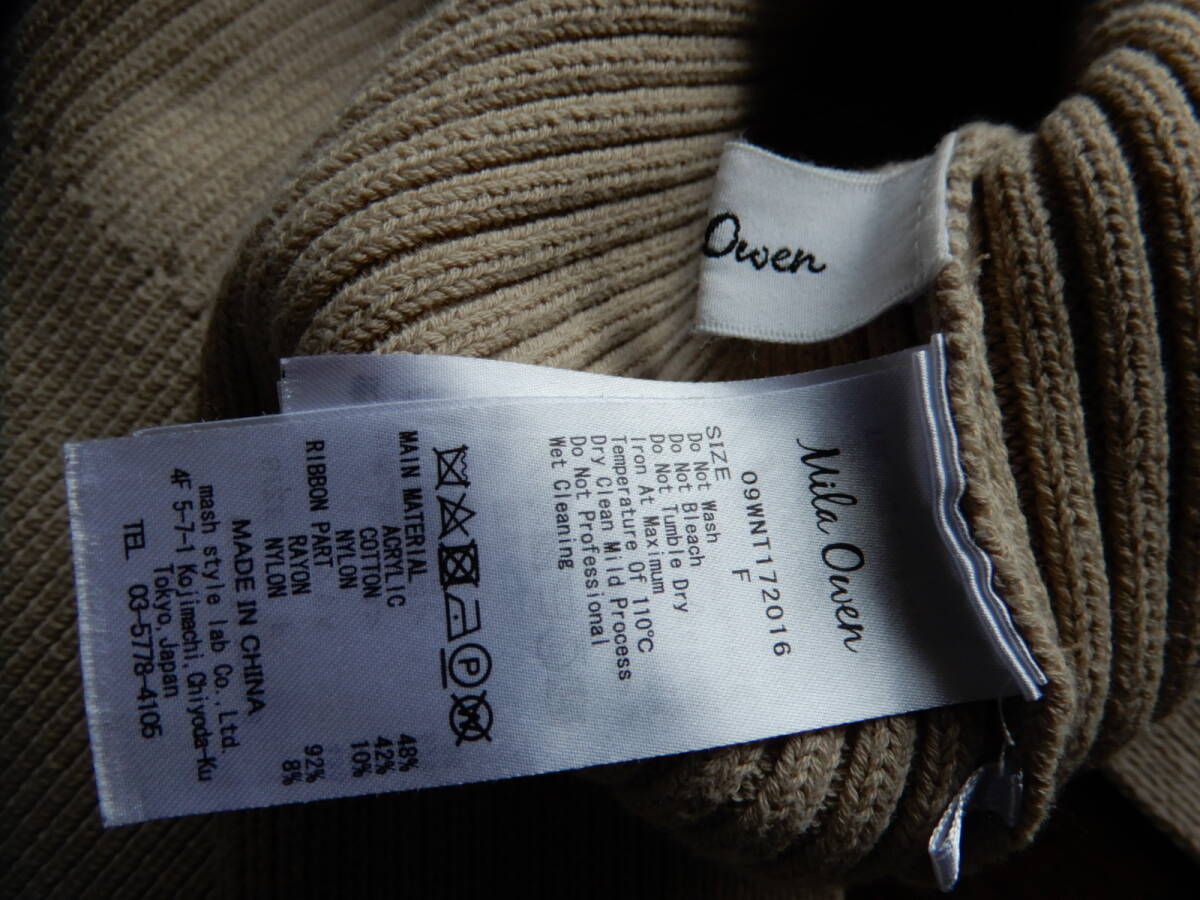 Owen
Mila Owen
09WNT172016
SIZE F
Do Not Wash
Do Not Bleach
Do Not Tumble Dry
Iron At Maximum
Temperature Of 110℃
Dry Clean Mild Process
Do Not Professional
Wet Cleaning
P
W
MAIN MATERIAL
ACRYLIC 48%
COTTON 42%
NYLON 10%
RIBBON PART
RAYON 92%
NYLON 8%
MADE IN CHINA
mash style lab Co., Ltd.
4F 5-7-1 Kojimachi, Chiyoda-Ku
Tokyo, Japan
TEL 03-5778-4105